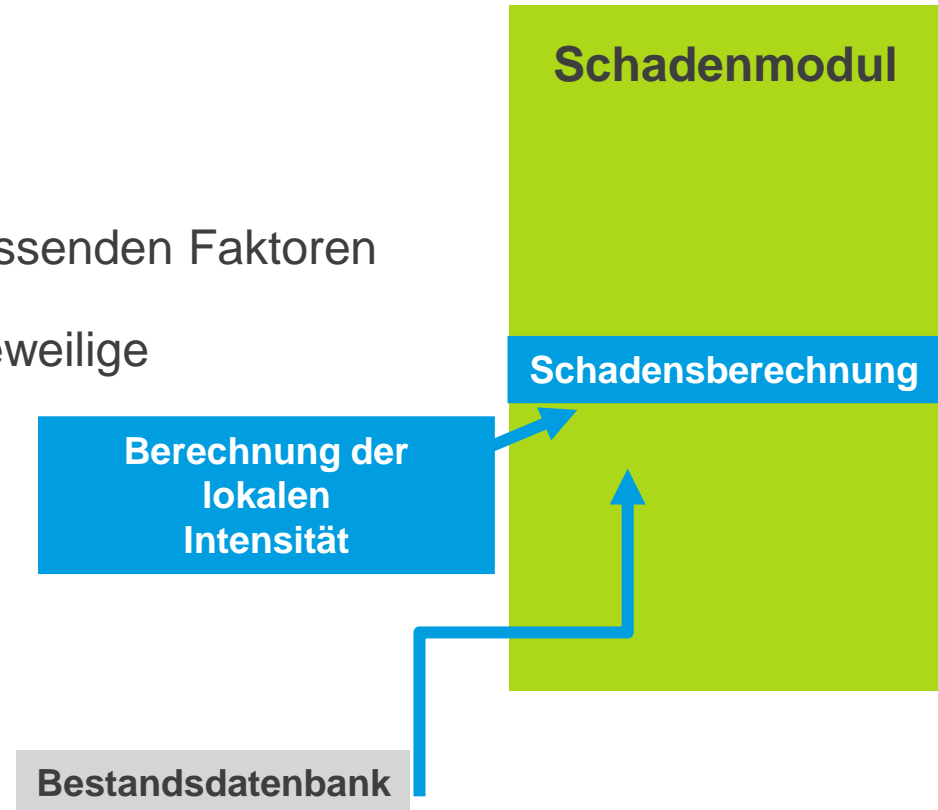 Schadenmodul
ssenden Faktoren
eweilige
Schadensberechnung
Berechnung der
lokalen
Intensität
Bestandsdatenbank